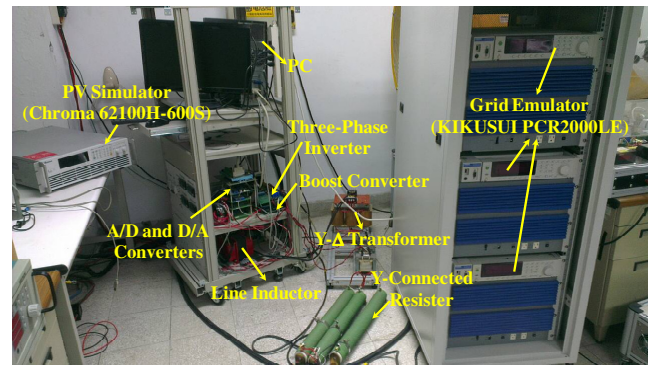 PC
PV Simulator
(Chroma 62100H-600S)
Grid Emulator
(KIKUSUI PCR2000LE)
Three-Phase
Inverter
Boost Converter
A/D and D/A
Converters
Y-Δ Transformer
Line Inductor
Y-Connected
Resister